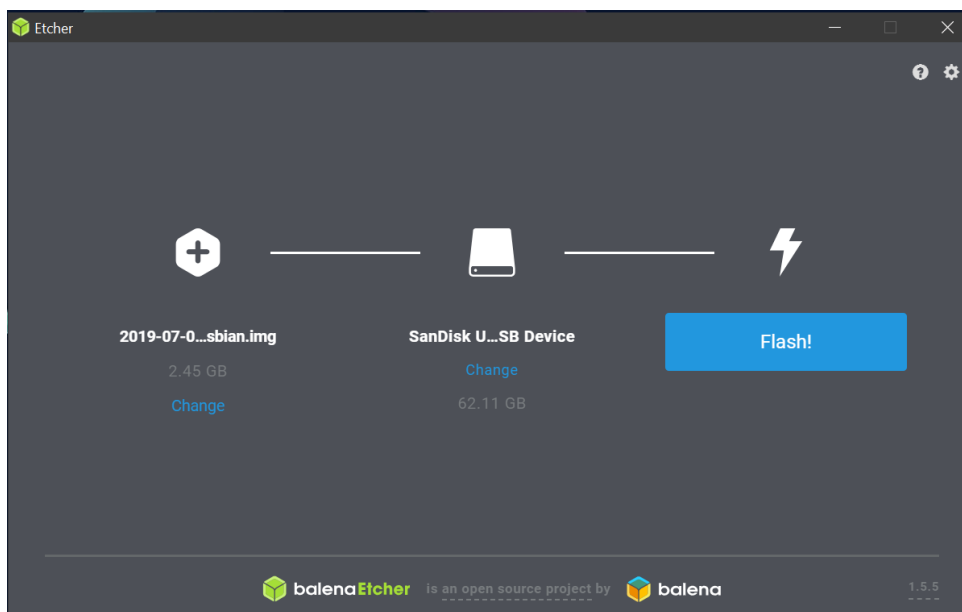 Etcher
2019-07-0...sbian.img
2.45 GB
Change
SanDisk U...SB Device
Change
62.11 GB
Flash!
balenaEtcher is an open source project by balena
1.5.5